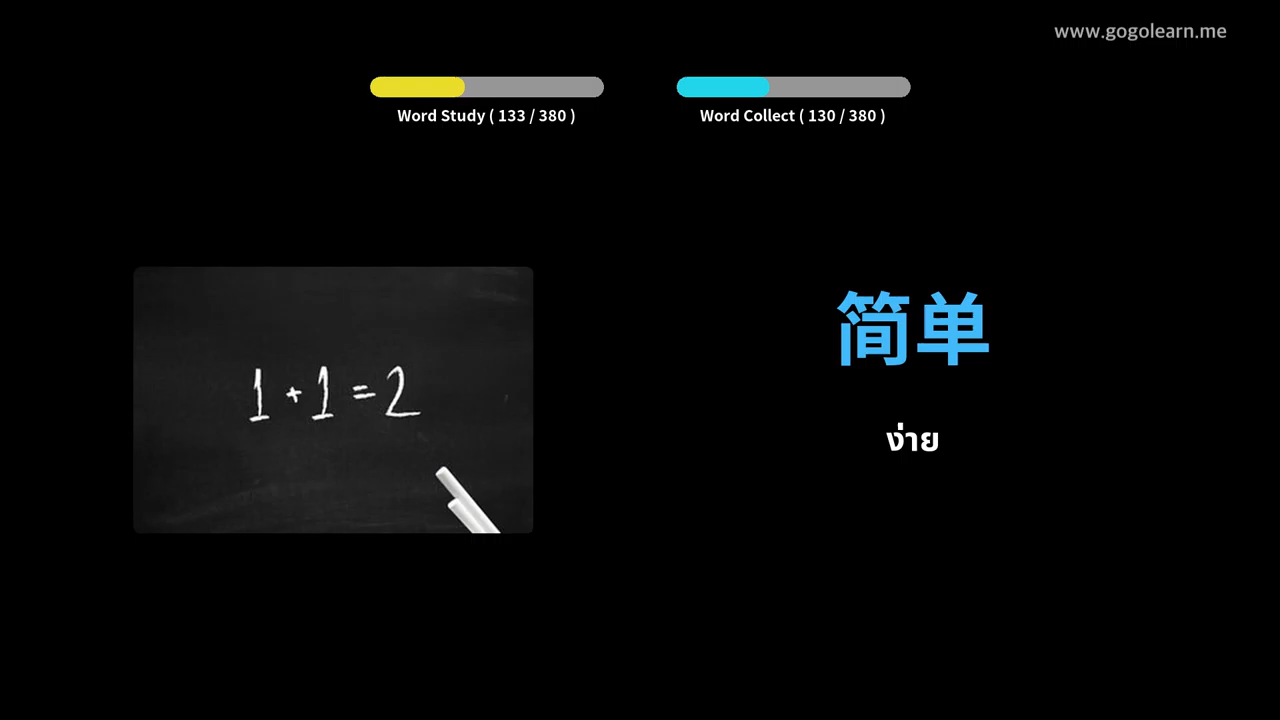 www.gogolearn.me
Word Study ( 133 / 380 )
Word Collect ( 130 / 380 )
1 + 1 = 2
简单
ง่าย